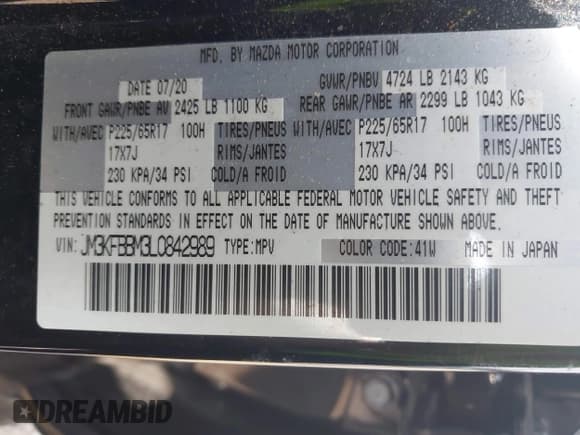 MFD. BY MAZDA MOTOR CORPORATION
DATE 07/20 GVWR/PNBV 4724 LB 2143 KG
FRONT GAWR/PNBE AV 2425 LB 1100 KG REAR GAWR/PNBE AR 2299 LB 1043 KG
WITH/AVEC P225/65R17 100H TIRES/PNEUS WITH/AVEC P225/65R17 100H TIRES/PNEUS
17X7J RIMS/JANTES 17X7J RIMS/JANTES
230 KPA/34 PSI COLD/A FROID 230 KPA/34 PSI COLD/A FROID
THIS VEHICLE CONFORMS TO ALL APPLICABLE FEDERAL MOTOR VEHICLE SAFETY AND THEFT
PREVENTION STANDARDS IN EFFECT ON THE DATE OF MANUFACTURE SHOWN ABOVE.
VIN: JM3KFBBM3L0842989 TYPE:MPV COLOR CODE:41W MADE IN JAPAN
DREAMBID